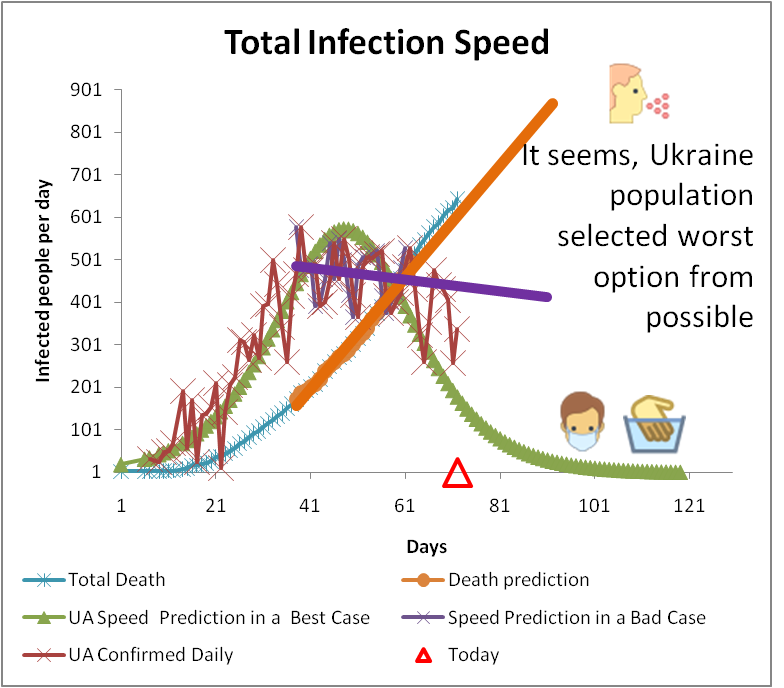 Total Infection Speed
901
801
701
601
501
401
301
201
101
1
Infected people per day
It seems, Ukraine
population
selected worst
option from
possible
1 21 41 61 81 101 121
Days
Total Death
Death prediction
UA Speed Prediction in a Best Case
Speed Prediction in a Bad Case
UA Confirmed Daily
Today